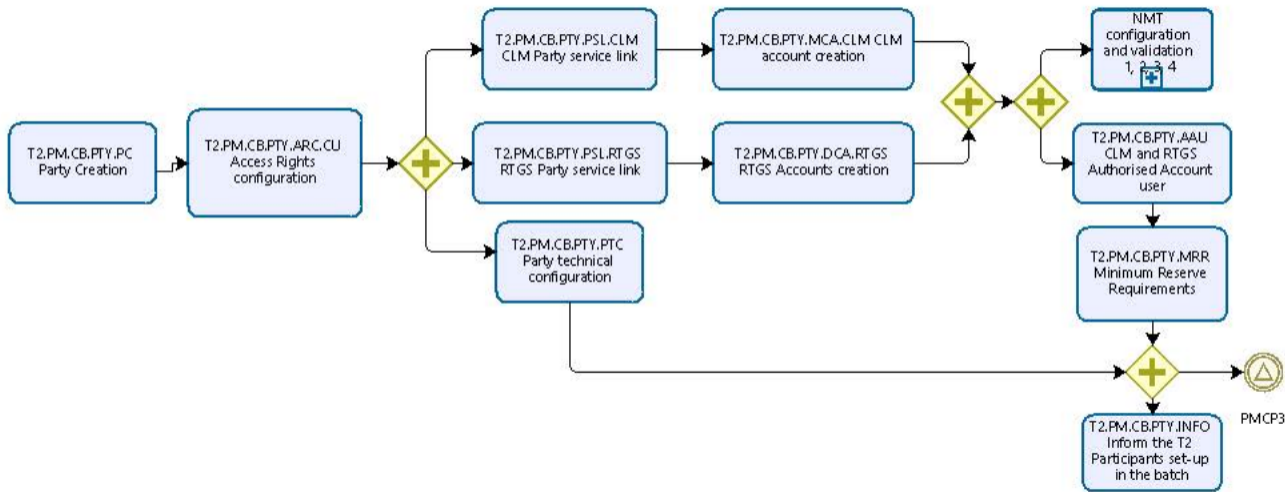 T2.PM.CB.PTY.PC
Party Creation
T2.PM.CB.PTY.ARC.CU
Access Rights
configuration
T2.PM.CB.PTY.PSL.CLM
CLM Party service link
T2.PM.CB.PTY.MCA.CLM CLM
account creation
T2.PM.CB.PTY.PSL.RTGS
RTGS Party service link
T2.PM.CB.PTY.DCA.RTGS
RTGS Accounts creation
T2.PM.CB.PTY.PTC
Party technical
configuration
NMT
configuration
and validation
1, 2, 3, 4
T2.PM.CB.PTY.AAU
CLM and RTGS
Authorised Account
user
T2.PM.CB.PTY.MRR
Minimum Reserve
Requirements
PMCP3
T2.PM.CB.PTY.INFO
Inform the T2
Participants set-up
in the batch